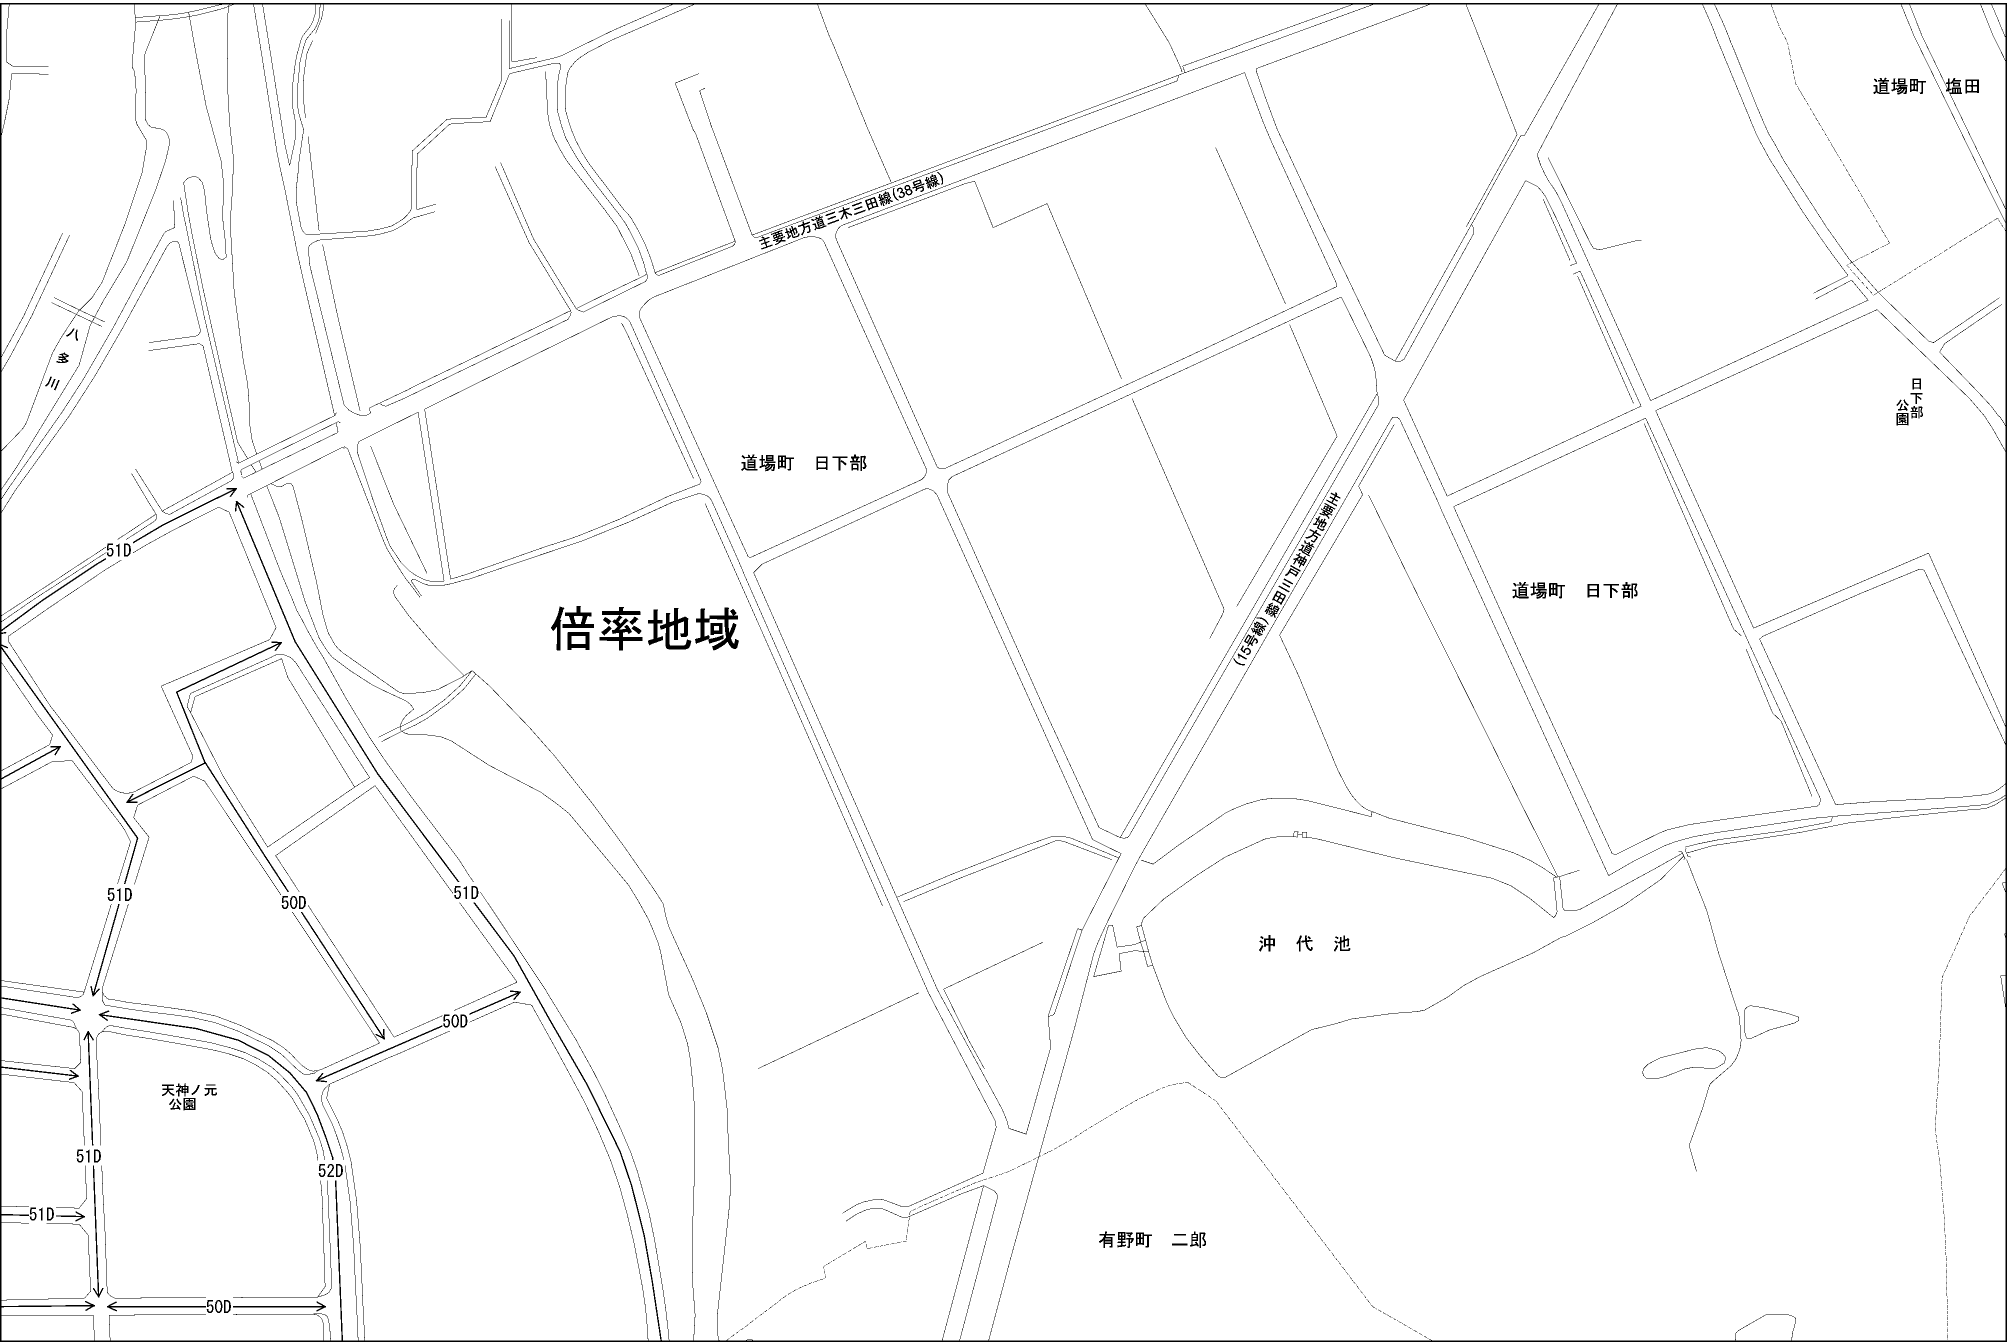 道場町　塩田
主要地方道三木三田線(38号線)
八多川
日下部
公園
道場町　日下部
51D
主要地方道神戸三田線(15号線)
道場町　日下部
倍率地域
51D
50D
51D
沖　代　池
50D
天神ノ元
公園
51D
52D
51D
有野町　二郎
50D